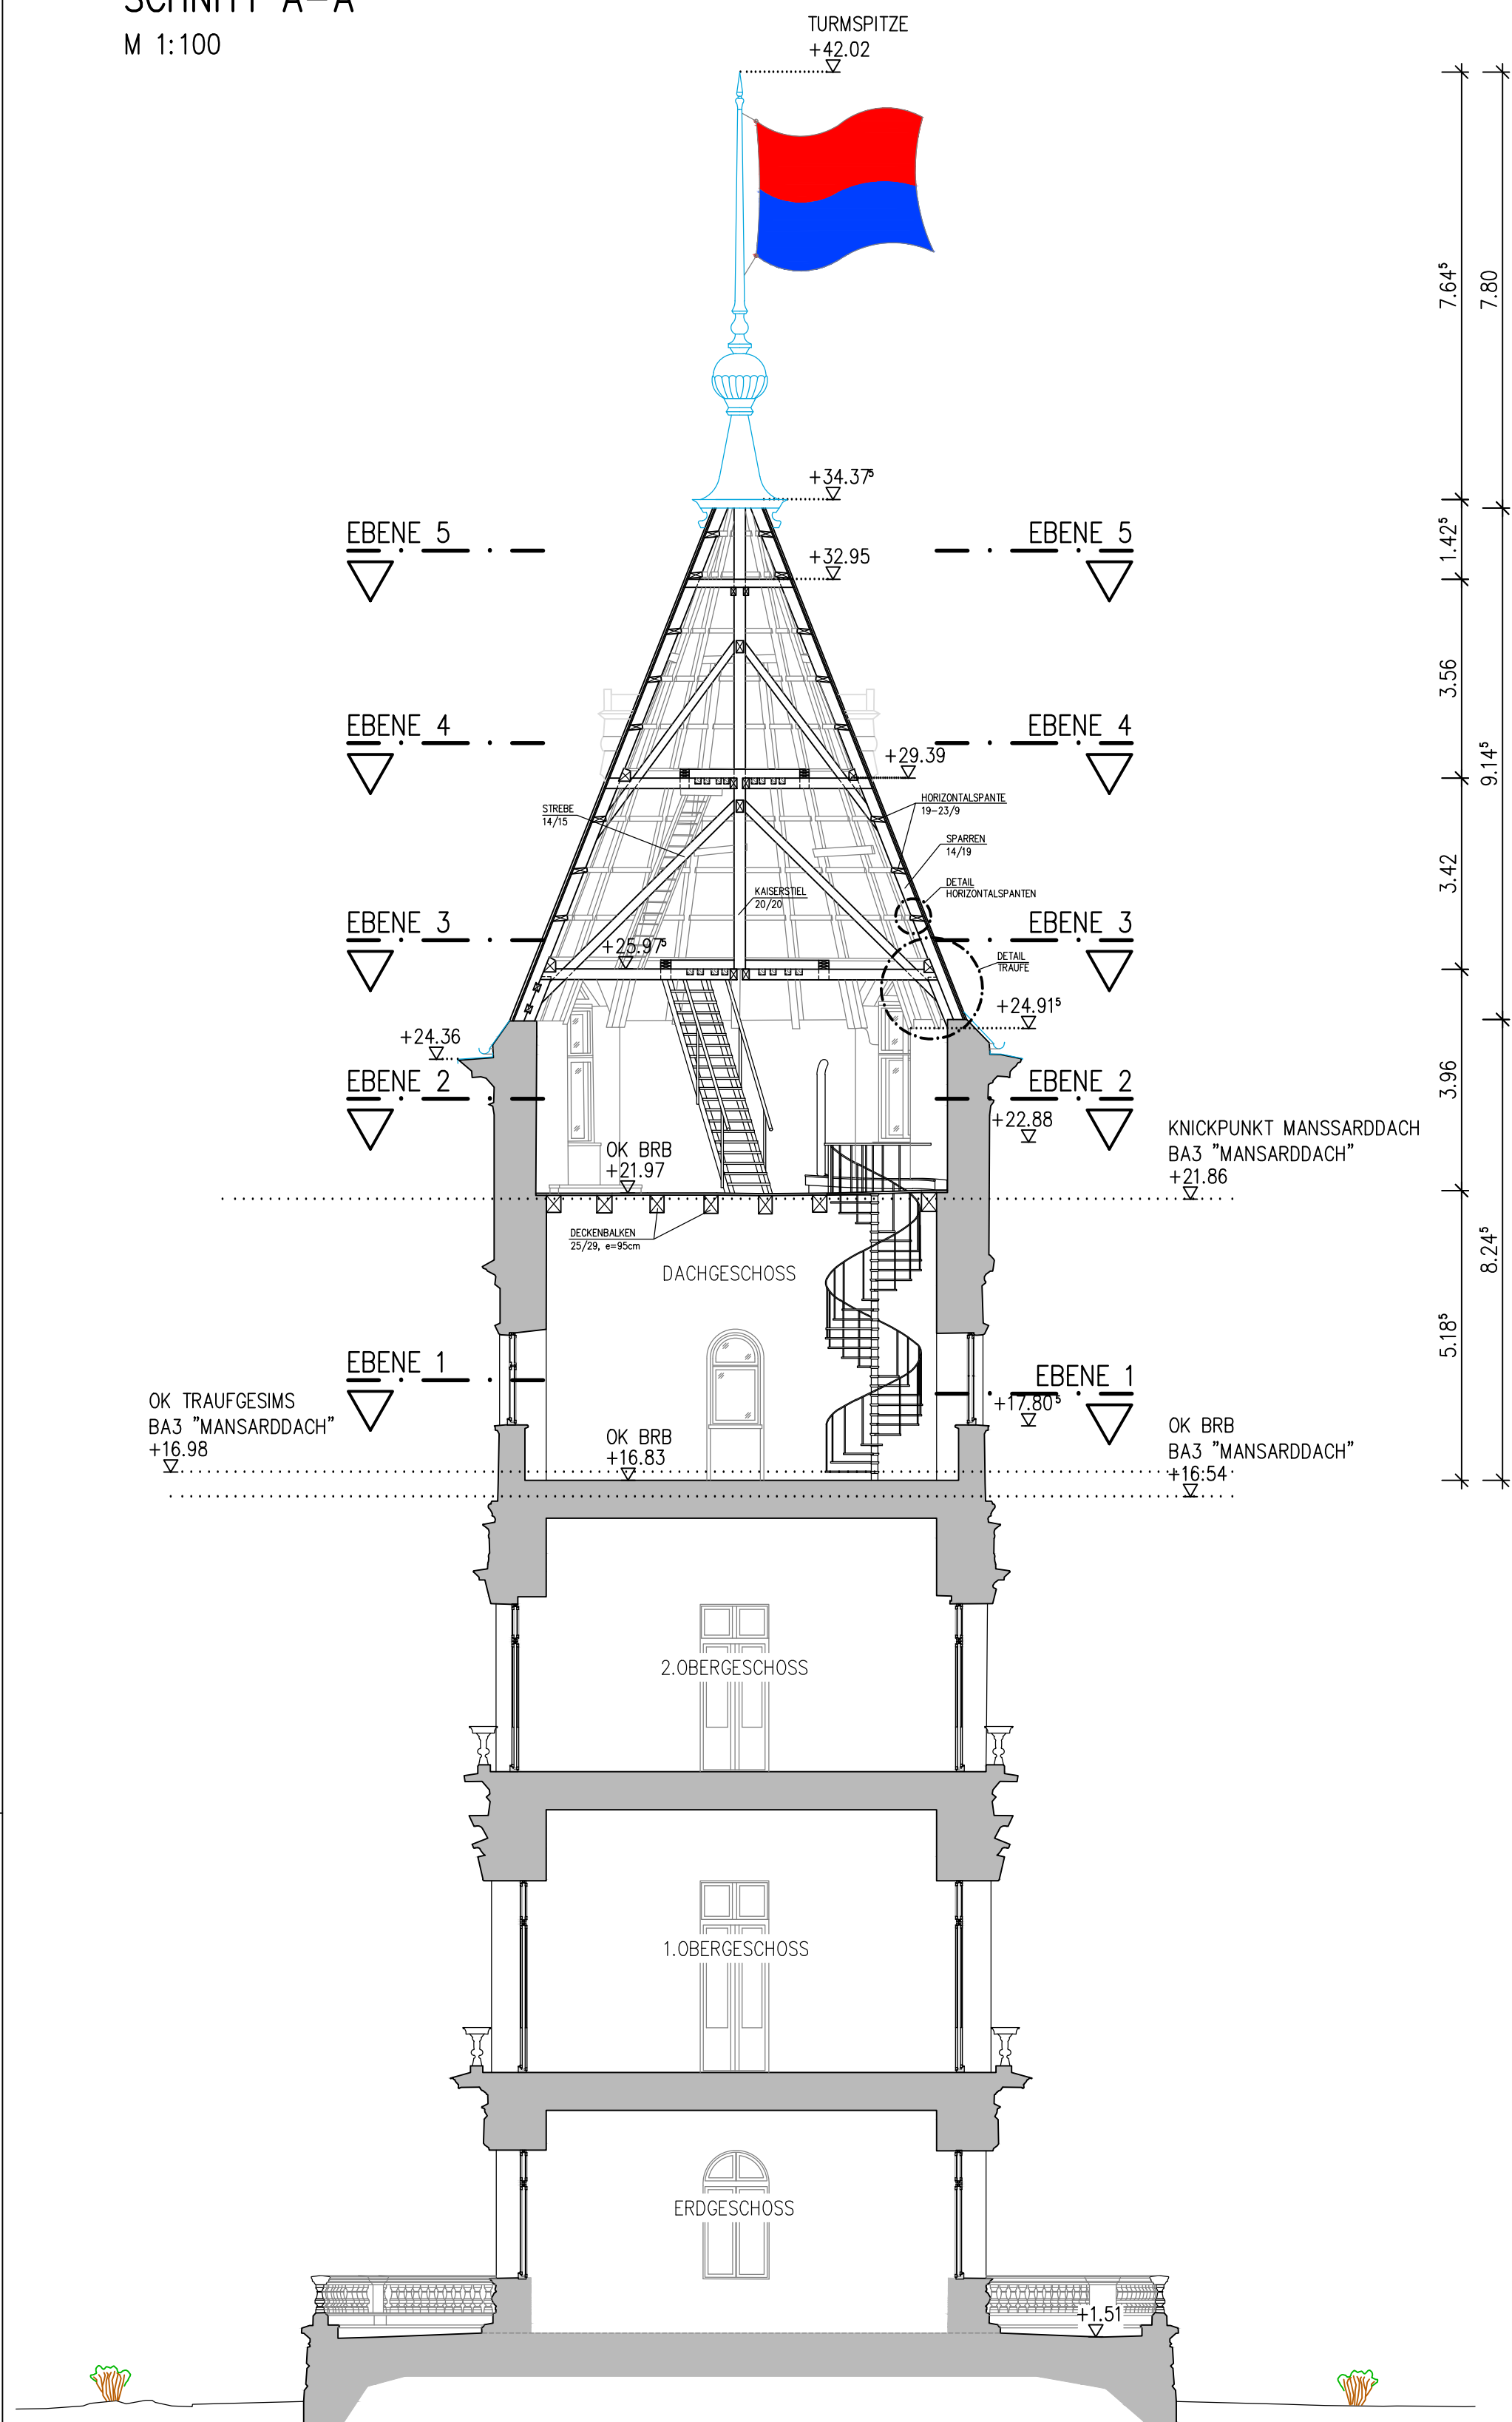 SCHNITT A-A
M 1:100
TURMSPITZE
+42.02
7.64⁵
7.80
+34.37⁵
EBENE 5
EBENE 5
1.42⁵
+32.95
3.56
EBENE 4
EBENE 4
+29.39
9.14⁵
HORIZONTALSPANTE
19-23/9
STREBE
14/15
SPARREN
14/19
3.42
DETAIL
HORIZONTALSPANTEN
KAISERSTIEL
20/20
EBENE 3
EBENE 3
+25.97⁵
DETAIL
TRAUFE
+24.91⁵
+24.36
EBENE 2
EBENE 2
3.96
+22.88
KNICKPUNKT MANSSARDDACH
BA3 "MANSARDDACH"
+21.86
OK BRB
+21.97
DECKENBALKEN
25/29, e=95cm
8.24⁵
DACHGESCHOSS
5.18⁵
EBENE 1
EBENE 1
OK TRAUFGESIMS
BA3 "MANSARDDACH"
+16.98
+17.80⁵
OK BRB
+16.83
OK BRB
BA3 "MANSARDDACH"
+16.54
2.OBERGESCHOSS
1.OBERGESCHOSS
ERDGESCHOSS
+1.51